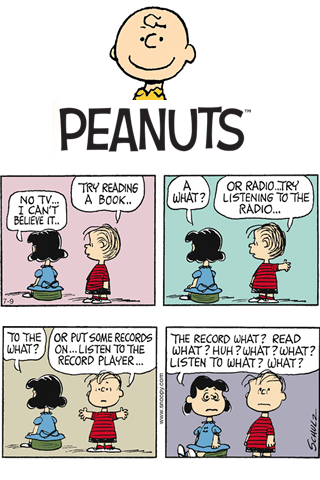 PEANUTS™
NO TV...
I CAN'T
BELIEVE IT..
TRY READING
A BOOK..
7-9
A
WHAT?
OR RADIO...TRY
LISTENING TO THE
RADIO...
TO THE
WHAT?
OR PUT SOME RECORDS
ON...LISTEN TO THE
RECORD PLAYER...
www.snoopy.com
THE RECORD WHAT? READ
WHAT? HUH? WHAT? WHAT?
LISTEN TO WHAT? WHAT?
SCHULZ